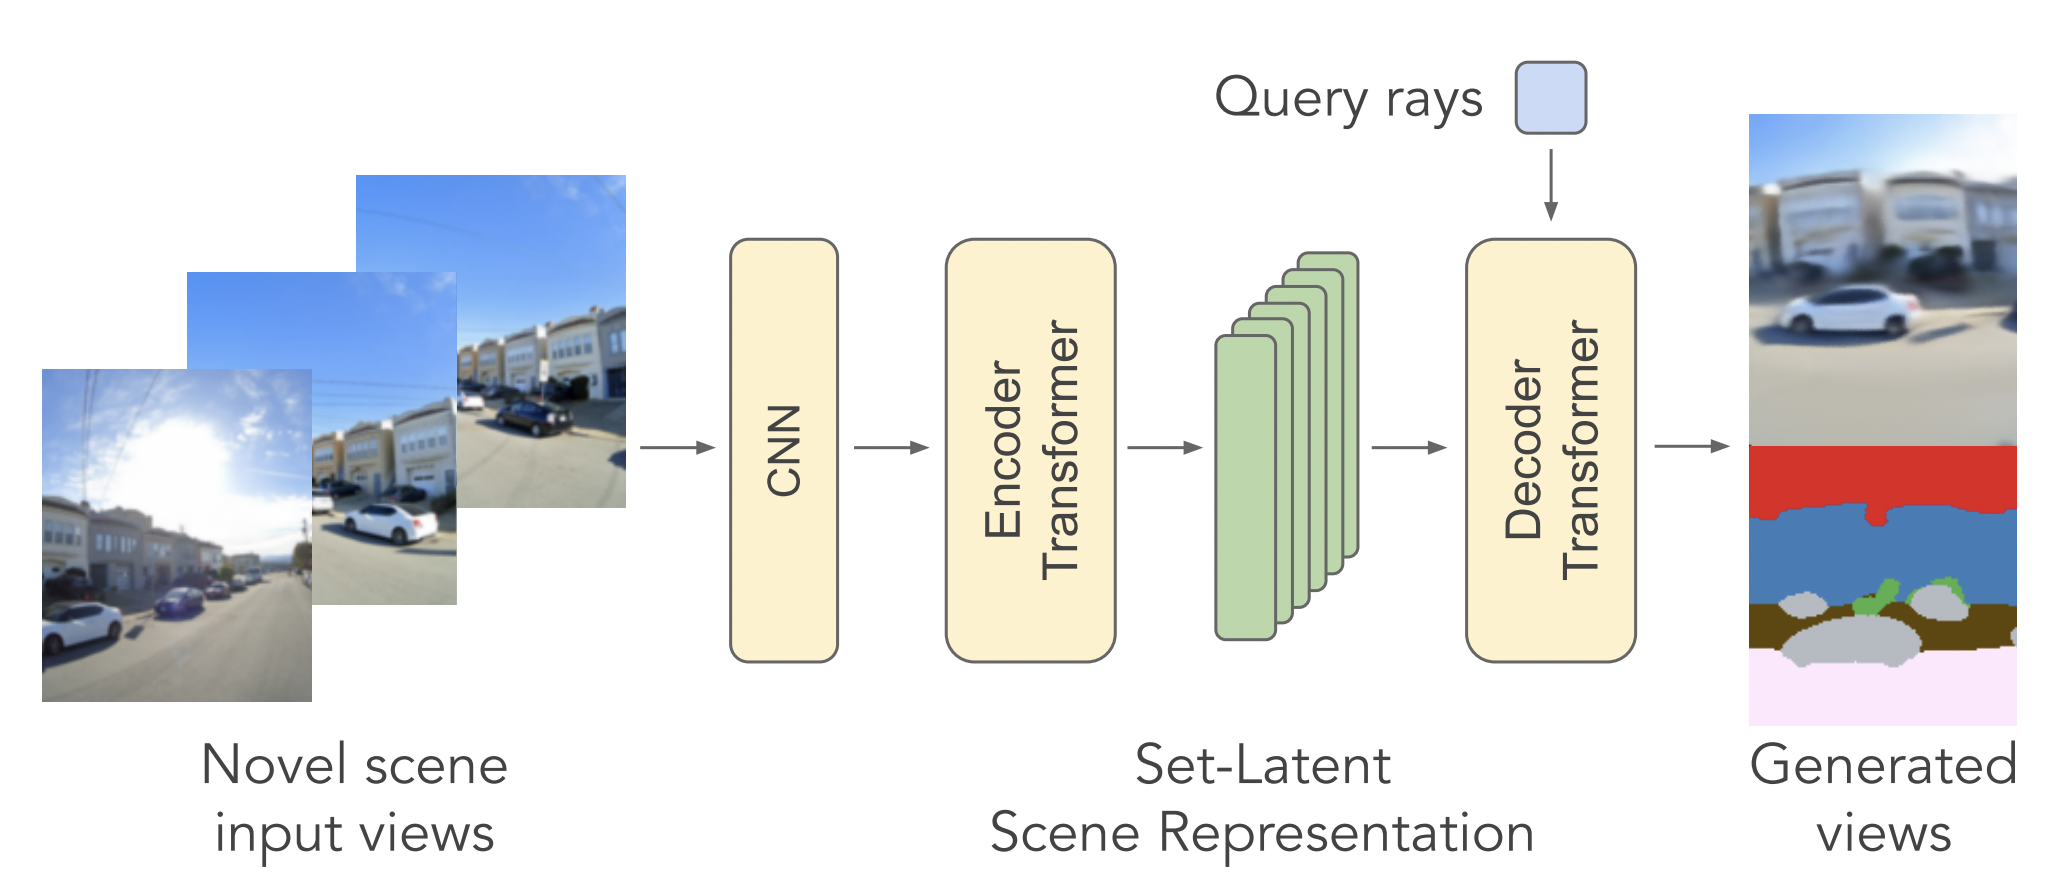 Query rays
CNN
Encoder
Transformer
Decoder
Transformer
Novel scene
input views
Set-Latent
Scene Representation
Generated
views